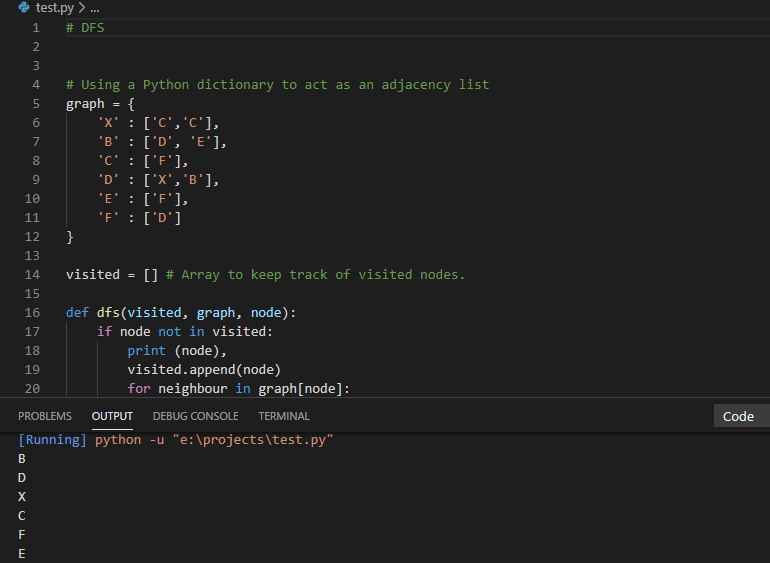 test.py > ...
1 # DFS
2
3
4 # Using a Python dictionary to act as an adjacency list
5 graph = {
6     'X' : ['C','C'],
7     'B' : ['D', 'E'],
8     'C' : ['F'],
9     'D' : ['X','B'],
10     'E' : ['F'],
11     'F' : ['D']
12 }
13
14 visited = [] # Array to keep track of visited nodes.
15
16 def dfs(visited, graph, node):
17     if node not in visited:
18         print (node),
19         visited.append(node)
20         for neighbour in graph[node]:
PROBLEMS OUTPUT DEBUG CONSOLE TERMINAL Code
[Running] python -u "e:\projects\test.py"
B
D
X
C
F
E